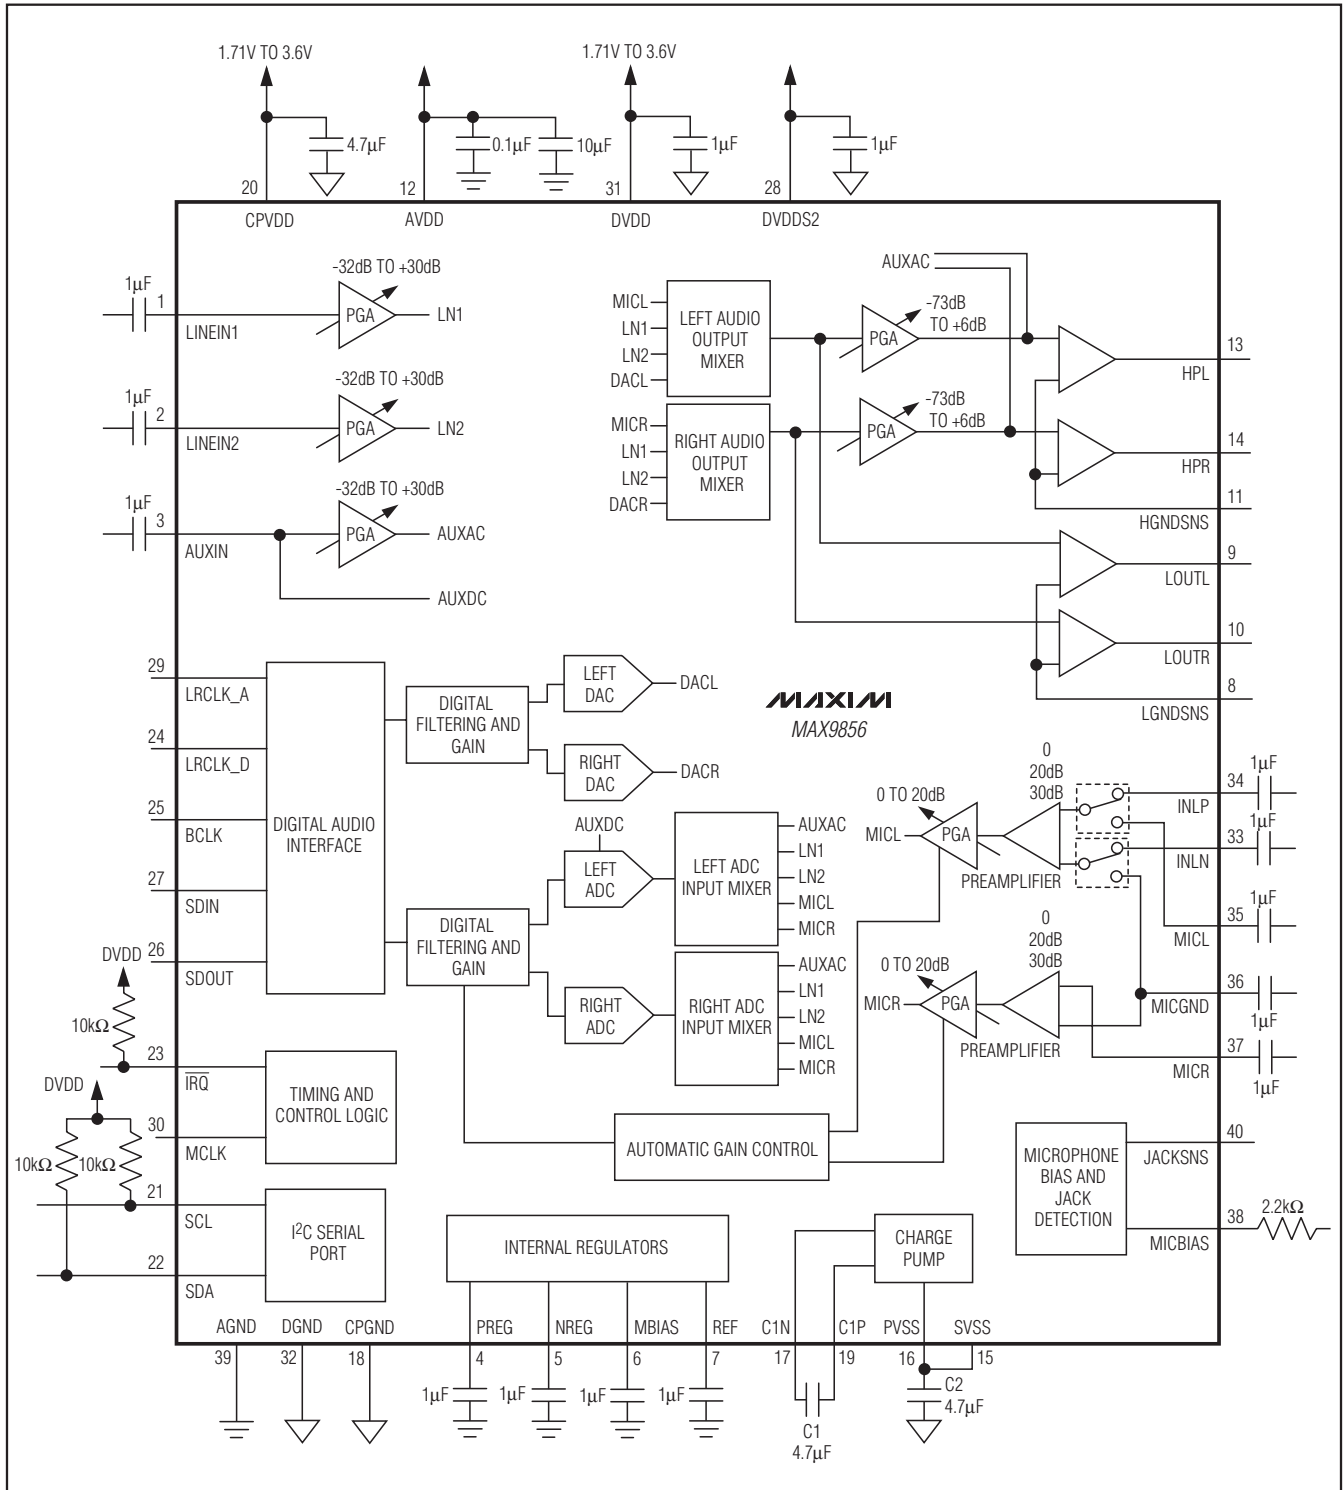 1.71V TO 3.6V
1.71V TO 3.6V
4.7μF
0.1μF
10μF
1μF
1μF
20
12
31
28
CPVDD
AVDD
DVDD
DVDDS2
1μF
1
LINEIN1
-32dB TO +30dB
PGA
LN1
1μF
2
LINEIN2
-32dB TO +30dB
PGA
LN2
1μF
3
AUXIN
-32dB TO +30dB
PGA
AUXAC
AUXDC
AUXAC
MICL
LN1
LN2
DACL
LEFT AUDIO
OUTPUT
MIXER
PGA
-73dB
TO +6dB
13
HPL
MICR
LN1
LN2
DACR
RIGHT AUDIO
OUTPUT
MIXER
PGA
-73dB
TO +6dB
14
HPR
11
HGNDSNS
9
LOUTL
10
LOUTR
8
LGNDSNS
29
LRCLK_A
24
LRCLK_D
25
BCLK
27
SDIN
26
SDOUT
DIGITAL AUDIO
INTERFACE
DIGITAL
FILTERING AND
GAIN
LEFT
DAC
DACL
RIGHT
DAC
DACR
MAXIM
MAX9856
AUXDC
LEFT
ADC
LEFT ADC
INPUT MIXER
AUXAC
LN1
LN2
MICL
MICR
DIGITAL
FILTERING AND
GAIN
RIGHT
ADC
RIGHT ADC
INPUT MIXER
AUXAC
LN1
LN2
MICL
MICR
0 TO 20dB
MICL
PGA
0
20dB
30dB
PREAMPLIFIER
0 TO 20dB
MICR
PGA
0
20dB
30dB
PREAMPLIFIER
1μF
34
INLP
1μF
33
INLN
1μF
35
MICL
36
MICGND
1μF
37
MICR
1μF
DVDD
10kΩ
23
IRQ
DVDD
30
MCLK
TIMING AND
CONTROL LOGIC
10kΩ
10kΩ
21
SCL
22
SDA
I²C SERIAL
PORT
AUTOMATIC GAIN CONTROL
INTERNAL REGULATORS
CHARGE
PUMP
MICROPHONE
BIAS AND
JACK
DETECTION
40
JACKSNS
38
MICBIAS
2.2kΩ
AGND
DGND
CPGND
PREG
NREG
MBIAS
REF
C1N
C1P
PVSS
SVSS
39
32
18
4
5
6
7
17
19
16
15
1μF
1μF
1μF
1μF
C1
4.7μF
C2
4.7μF